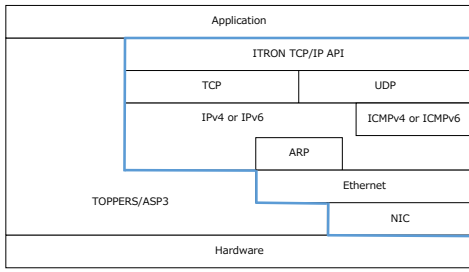 Application
ITRON TCP/IP API
TCP
UDP
IPv4 or IPv6
ICMPv4 or ICMPv6
ARP
Ethernet
TOPPERS/ASP3
NIC
Hardware